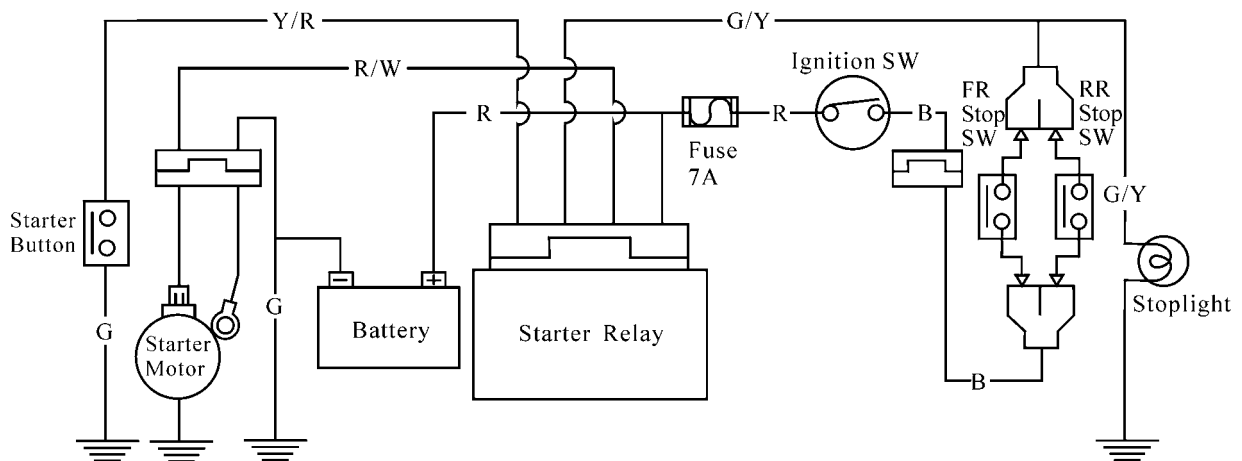 Y/R
G/Y
R/W
Ignition SW
R
R
B
Fuse
7A
FR
Stop
SW
RR
Stop
SW
G/Y
Starter
Button
G
Starter
Motor
G
-
+
Battery
Starter Relay
Stoplight
B